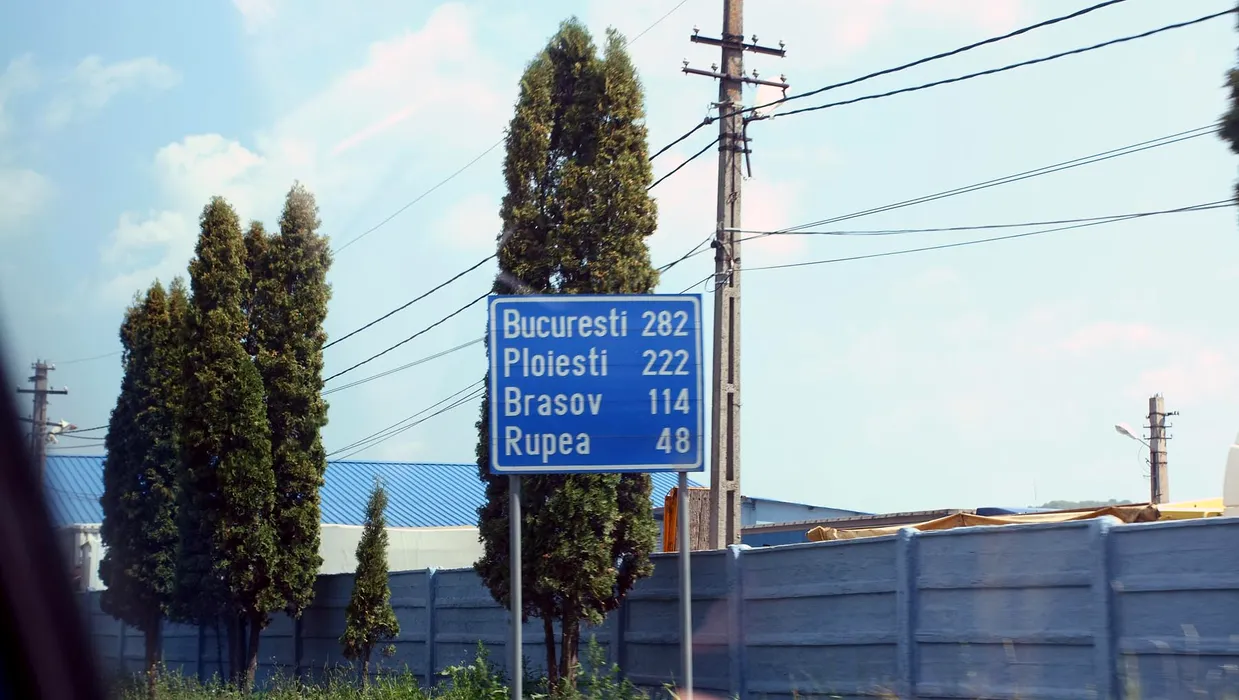 Bucuresti 282
Ploiesti 222
Brasov 114
Rupea 48